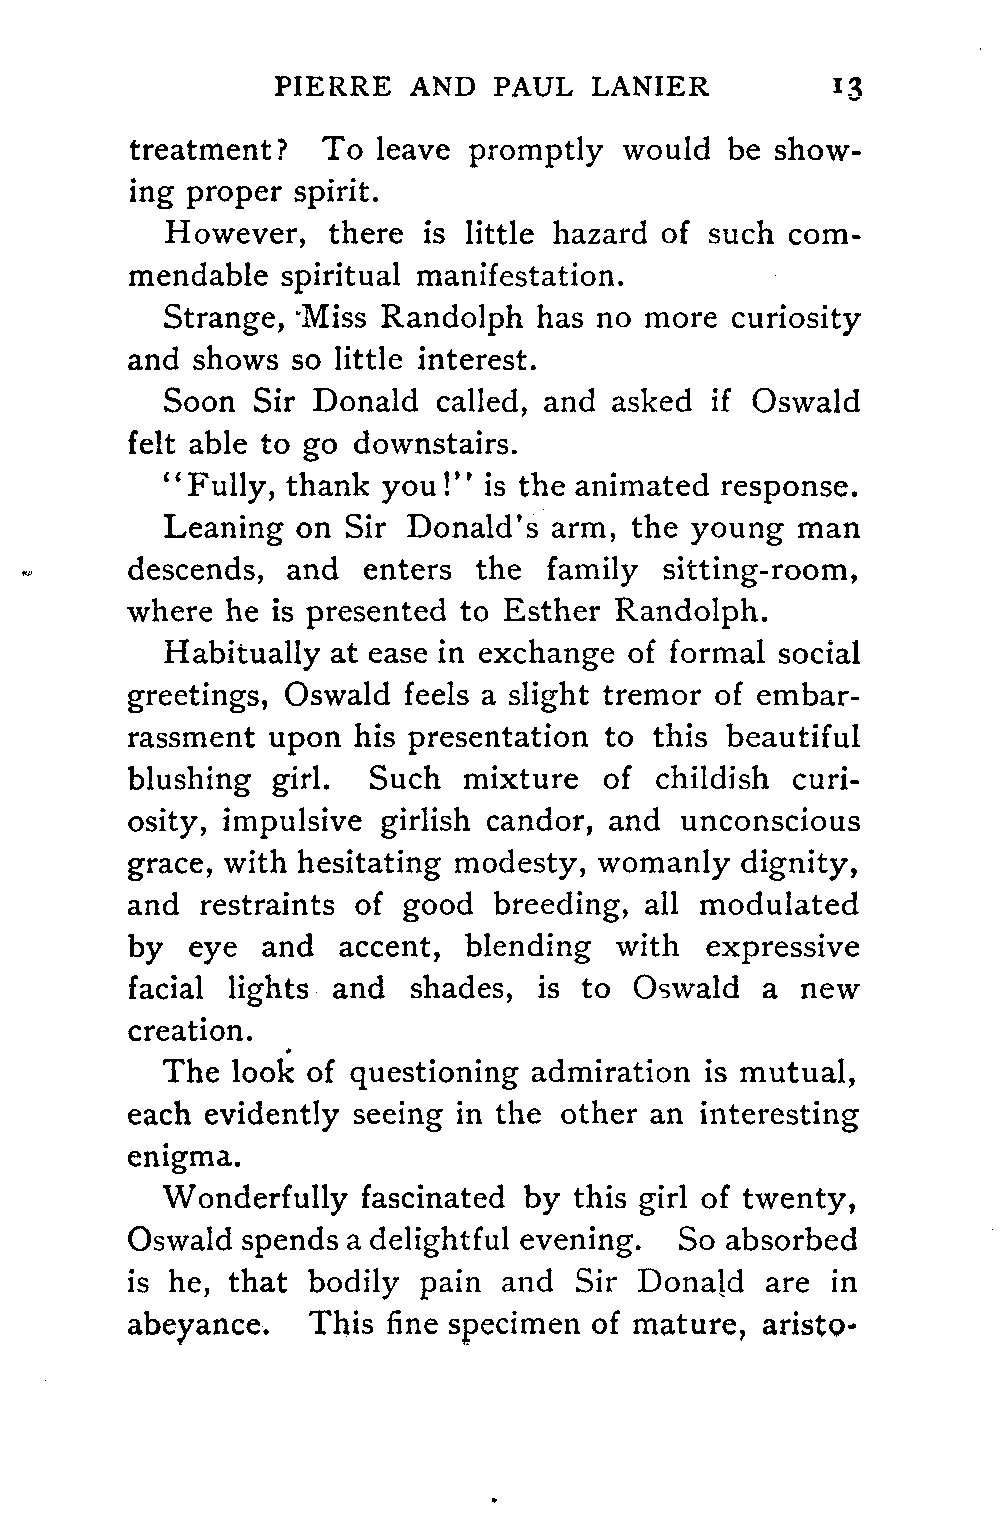 PIERRE AND PAUL LANIER 13
treatment? To leave promptly would be show-
ing proper spirit.
However, there is little hazard of such com-
mendable spiritual manifestation.
Strange, Miss Randolph has no more curiosity
and shows so little interest.
Soon Sir Donald called, and asked if Oswald
felt able to go downstairs.
"Fully, thank you!" is the animated response.
Leaning on Sir Donald's arm, the young man
descends, and enters the family sitting-room,
where he is presented to Esther Randolph.
Habitually at ease in exchange of formal social
greetings, Oswald feels a slight tremor of embar-
rassment upon his presentation to this beautiful
blushing girl. Such mixture of childish curi-
osity, impulsive girlish candor, and unconscious
grace, with hesitating modesty, womanly dignity,
and restraints of good breeding, all modulated
by eye and accent, blending with expressive
facial lights and shades, is to Oswald a new
creation.
The look of questioning admiration is mutual,
each evidently seeing in the other an interesting
enigma.
Wonderfully fascinated by this girl of twenty,
Oswald spends a delightful evening. So absorbed
is he, that bodily pain and Sir Donald are in
abeyance. This fine specimen of mature, aristo-